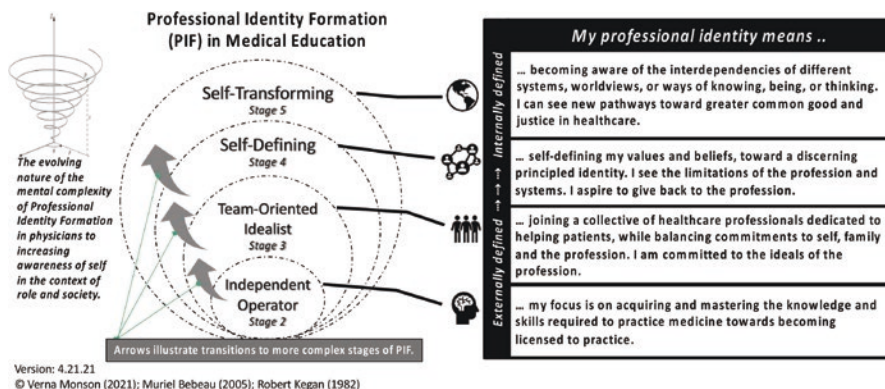 Professional Identity Formation
(PIF) in Medical Education
The evolving
nature of the
mental complexity
of Professional
Identity Formation
in physicians to
increasing
awareness of self
in the context of
role and society.
Self-Transforming
Stage 5
Self-Defining
Stage 4
Team-Oriented
Idealist
Stage 3
Independent
Operator
Stage 2
Arrows illustrate transitions to more complex stages of PIF.
My professional identity means ..
Externally defined → → → Internally defined
... becoming aware of the interdependencies of different
systems, worldviews, or ways of knowing, being, or thinking.
I can see new pathways toward greater common good and
justice in healthcare.
... self-defining my values and beliefs, toward a discerning
principled identity. I see the limitations of the profession and
systems. I aspire to give back to the profession.
... joining a collective of healthcare professionals dedicated to
helping patients, while balancing commitments to self, family
and the profession. I am committed to the ideals of the
profession.
... my focus is on acquiring and mastering the knowledge and
skills required to practice medicine towards becoming
licensed to practice.
Version: 4.21.21
© Verna Monson (2021); Muriel Bebeau (2005); Robert Kegan (1982)